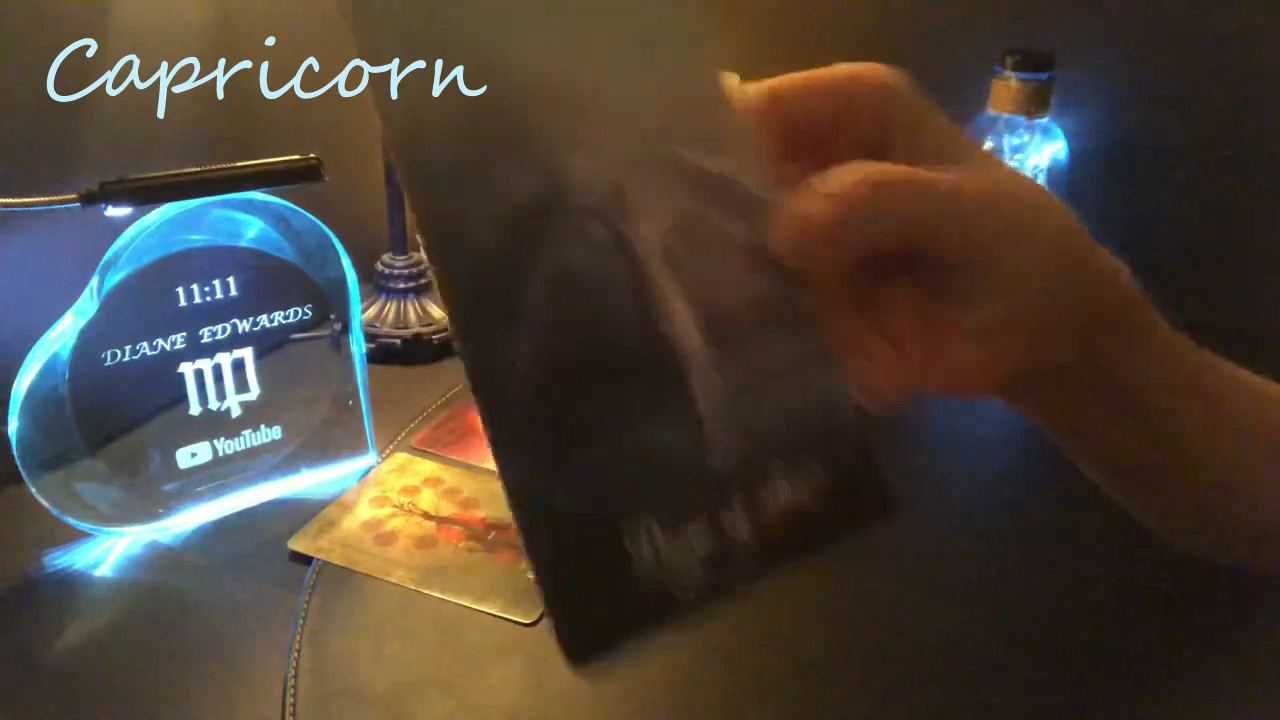 Capricorn
11:11
DIANE EDWARDS
♍
YouTube